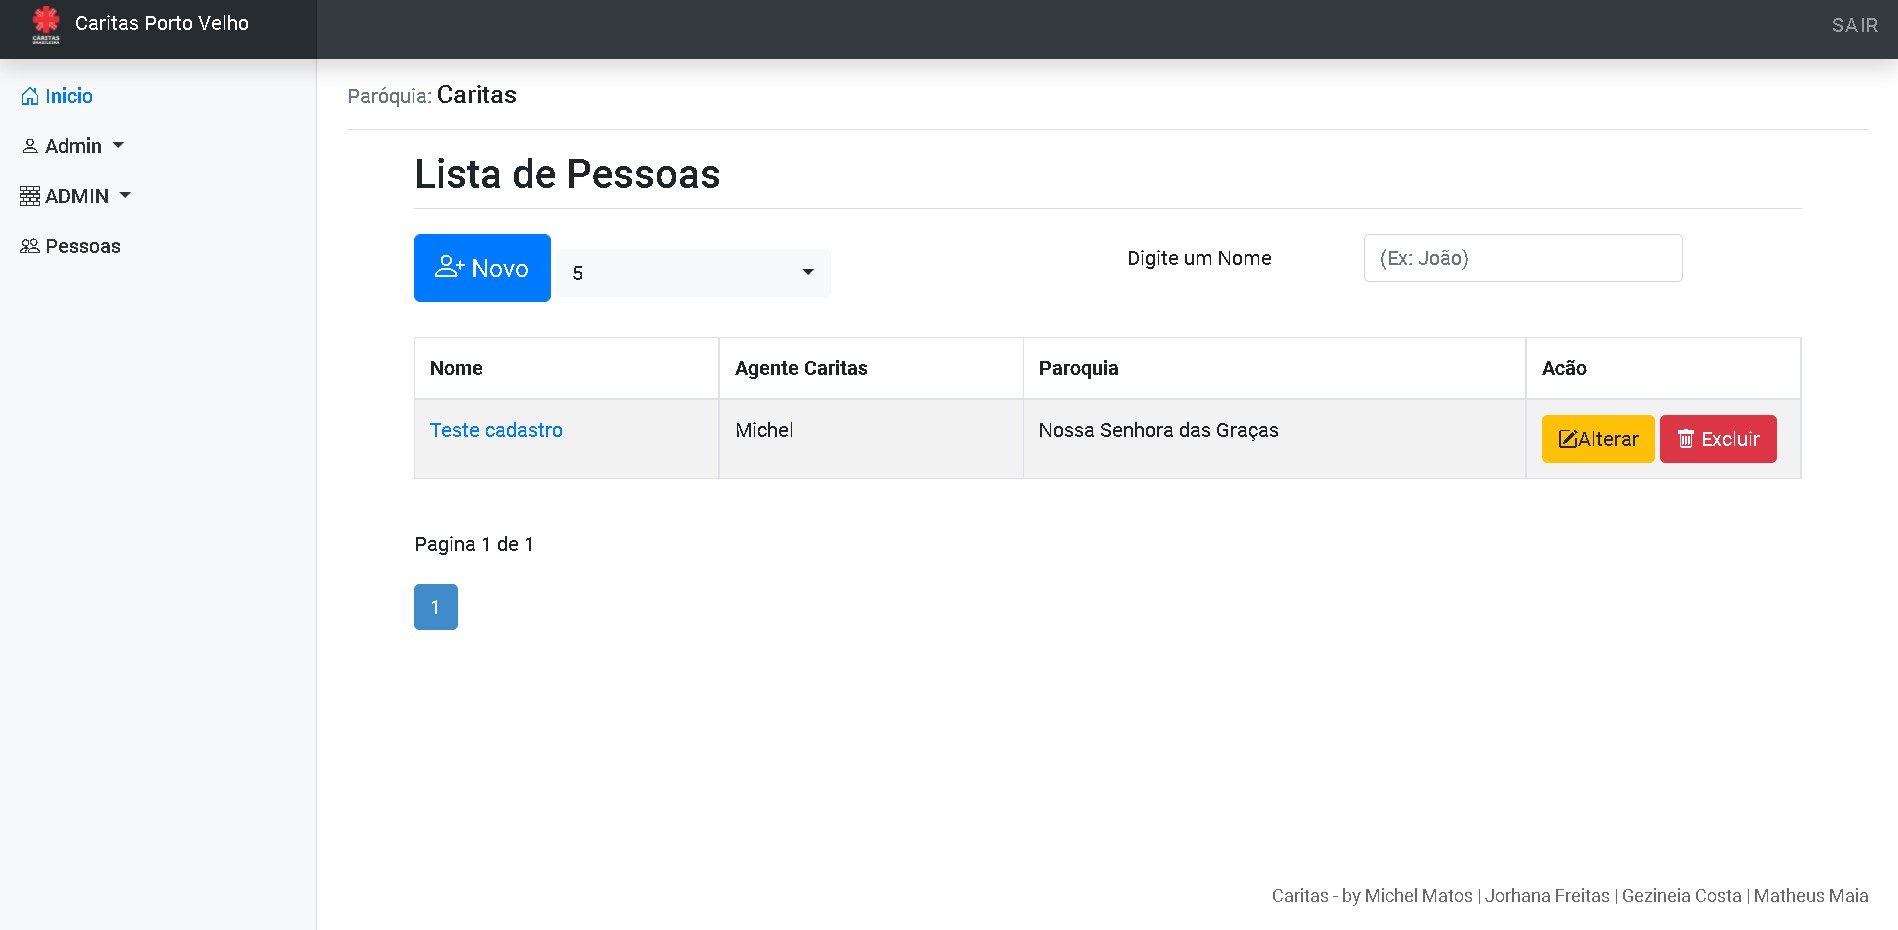 CÁRITAS
BRASILEIRA
Caritas Porto Velho
SAIR
Inicio
Admin
ADMIN
Pessoas
Paróquia: Caritas
Lista de Pessoas
Novo
5
Digite um Nome
(Ex: João)
Nome Agente Caritas Paroquia Acão
Teste cadastro Michel Nossa Senhora das Graças Alterar Excluir
Pagina 1 de 1
1
Caritas - by Michel Matos | Jorhana Freitas | Gezineia Costa | Matheus Maia